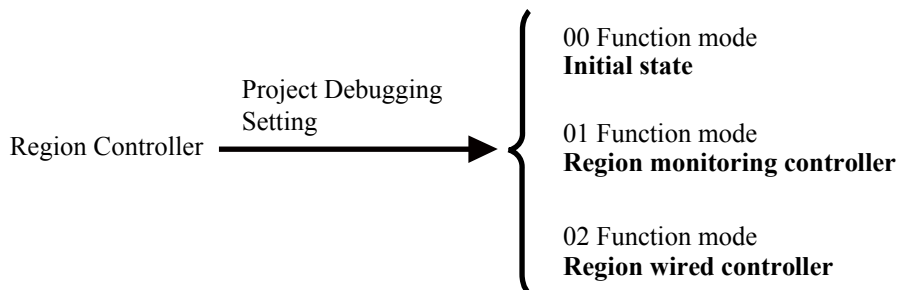 Region Controller
Project Debugging
Setting
00 Function mode
Initial state
01 Function mode
Region monitoring controller
02 Function mode
Region wired controller